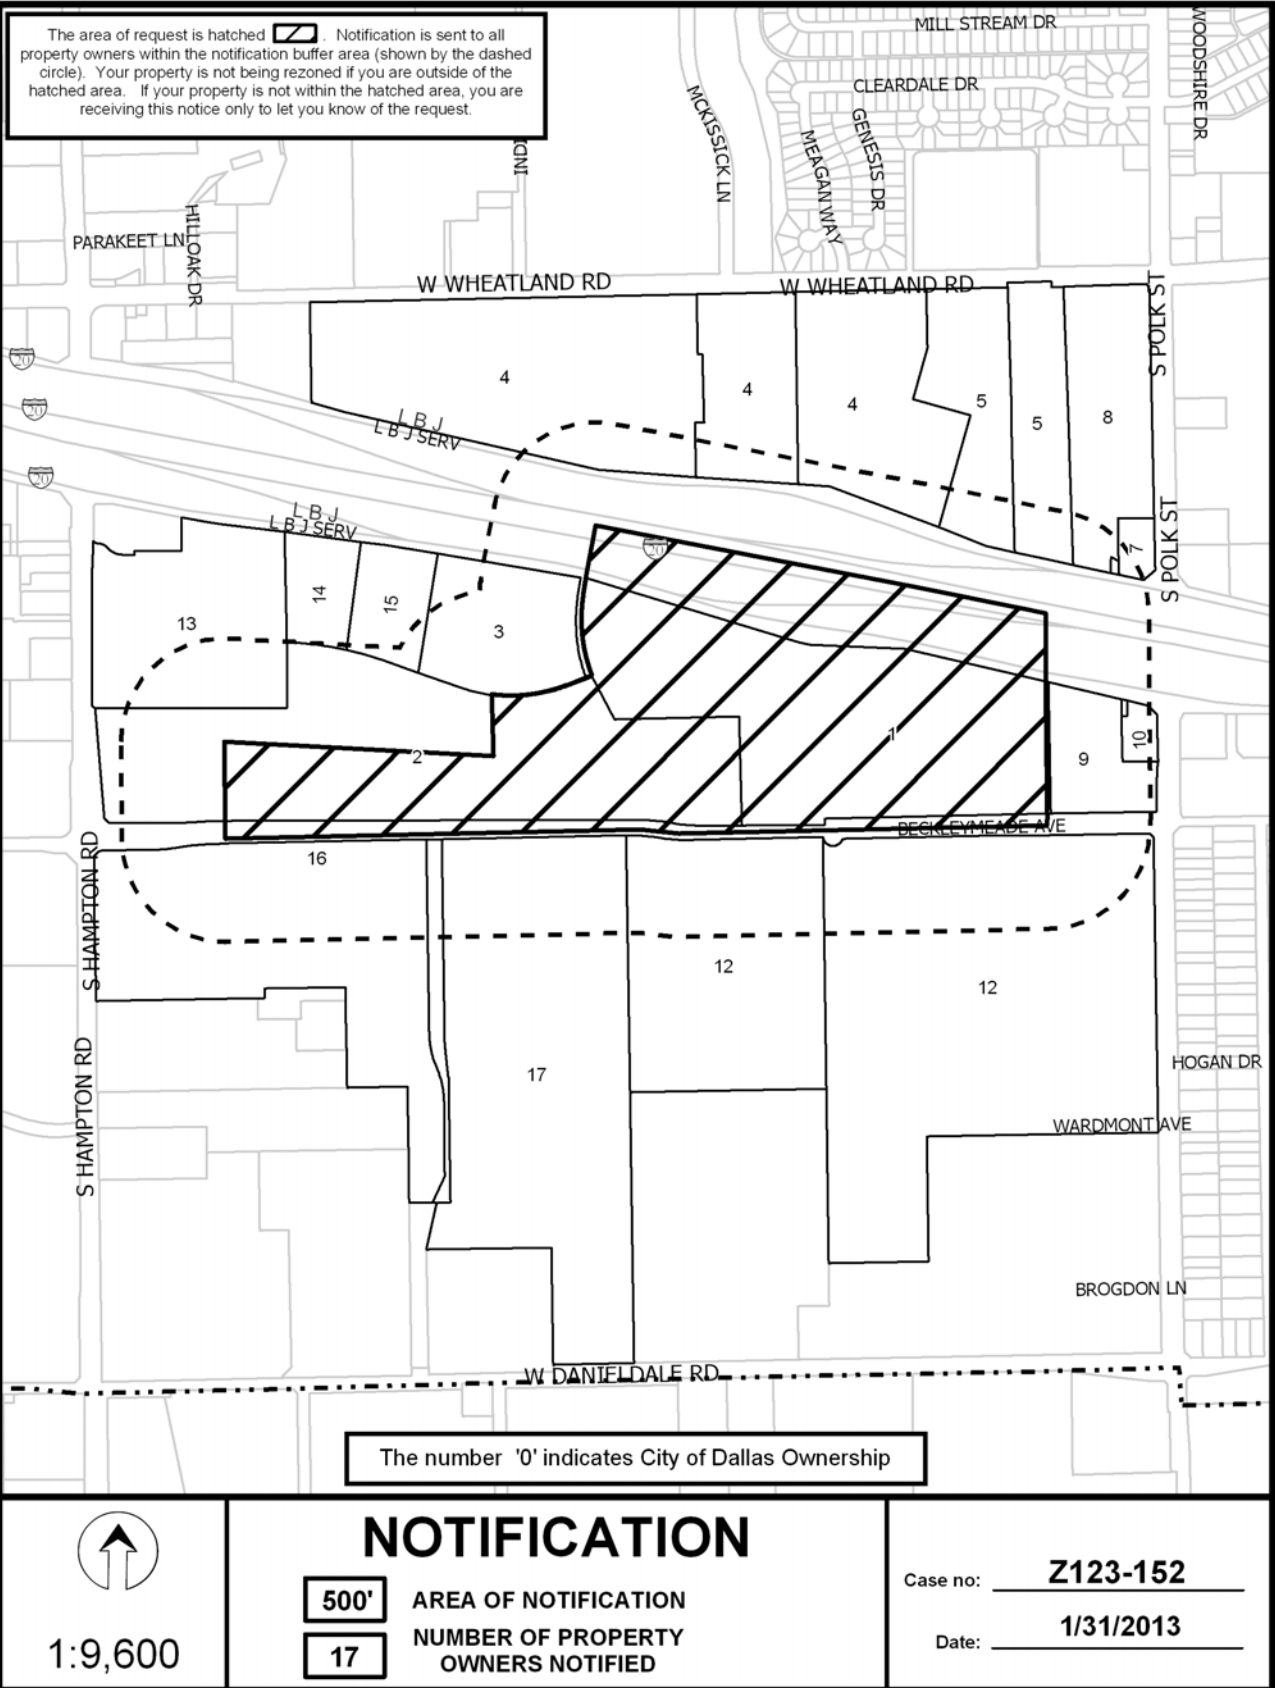 The area of request is hatched . Notification is sent to all
property owners within the notification buffer area (shown by the dashed
circle). Your property is not being rezoned if you are outside of the
hatched area. If your property is not within the hatched area, you are
receiving this notice only to let you know of the request.
MILL STREAM DR
WOODSHIRE DR
CLEARDALE DR
MCKISSICK LN
GENESIS DR
MEAGAN WAY
PARAKEET LN
HILLOAK DR
W WHEATLAND RD
W WHEATLAND RD
S POLK ST
20
20
20
4
4
4
5
5
8
L B J
L B J SERV
S POLK ST
L B J
L B J SERV
20
7
13
14
15
3
2
1
9
10
BECKLEYMEADE AVE
S HAMPTON RD
16
12
12
17
S HAMPTON RD
HOGAN DR
WARDMONT AVE
BROGDON LN
W DANIELDALE RD
The number '0' indicates City of Dallas Ownership
1:9,600
NOTIFICATION
500' AREA OF NOTIFICATION
17 NUMBER OF PROPERTY
OWNERS NOTIFIED
Case no: Z123-152
Date: 1/31/2013